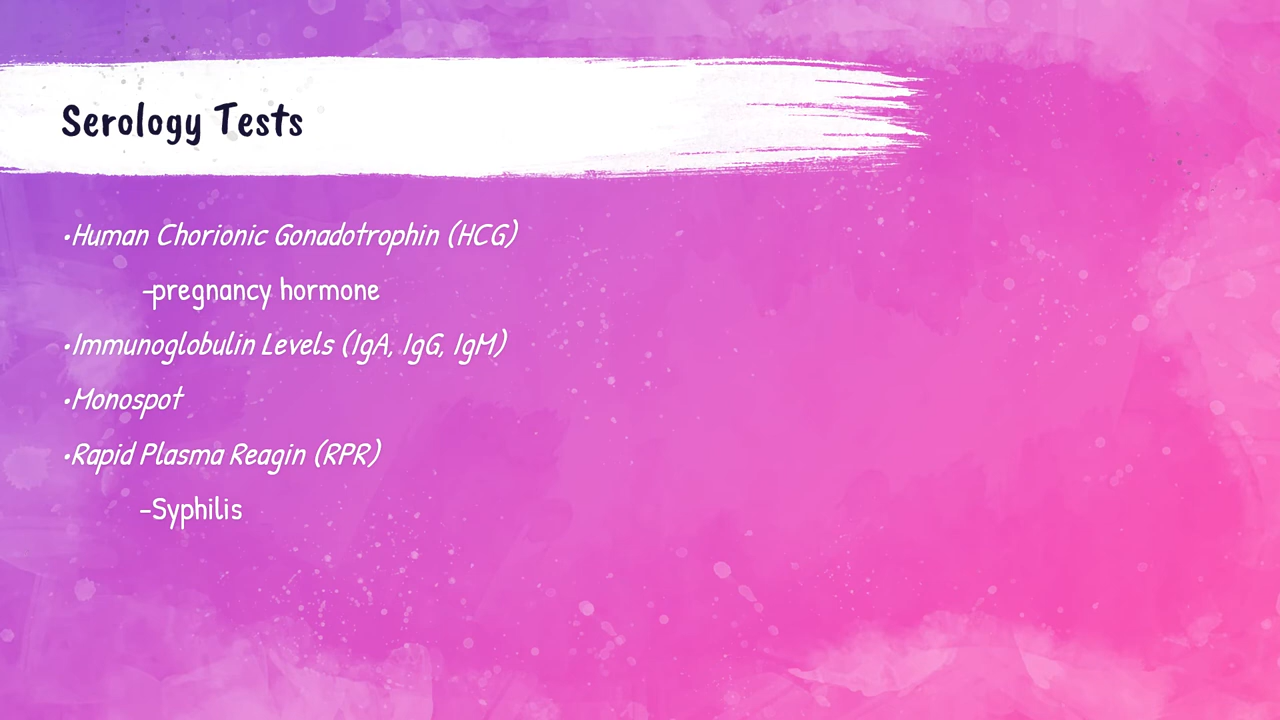 Serology Tests
•Human Chorionic Gonadotrophin (HCG)
–pregnancy hormone
•Immunoglobulin Levels (IgA, IgG, IgM)
•Monospot
•Rapid Plasma Reagin (RPR)
–Syphilis